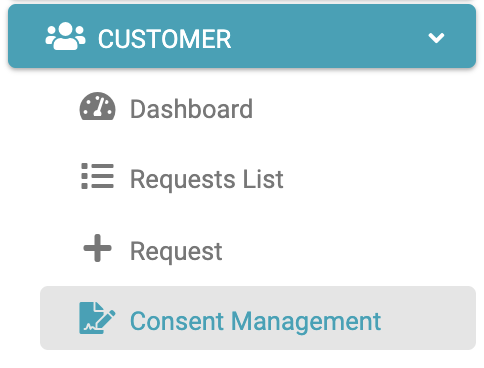 CUSTOMER
Dashboard
Requests List
Request
Consent Management